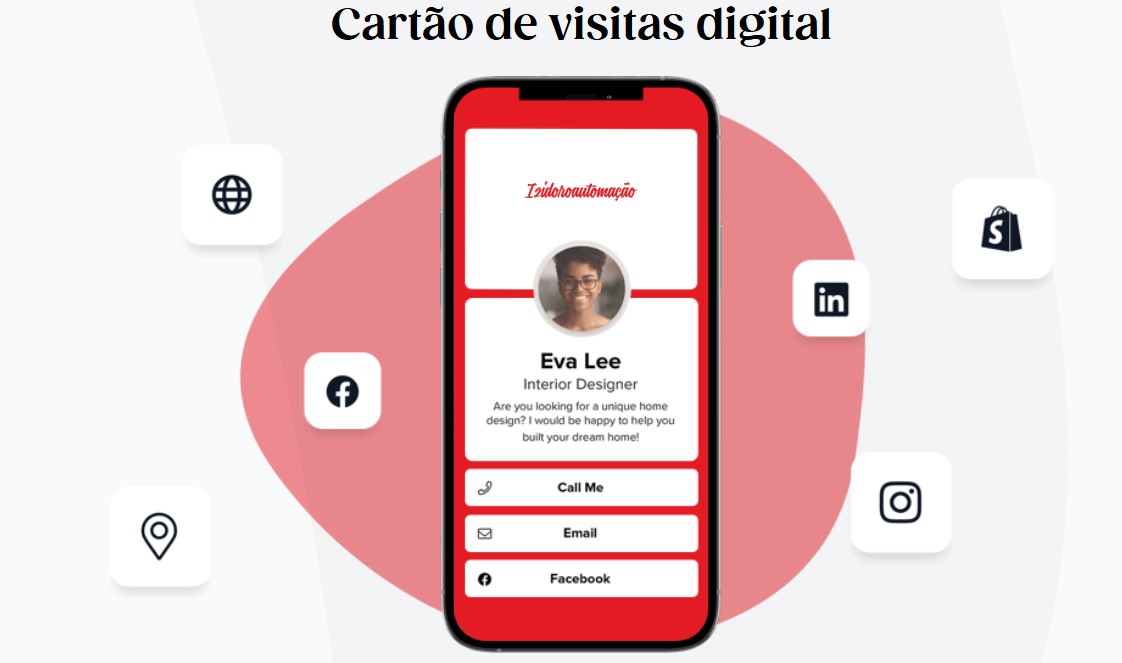 Cartão de visitas digital
Izidoroautomação
Eva Lee
Interior Designer
Are you looking for a unique home
design? I would be happy to help you
built your dream home!
Call Me
Email
Facebook